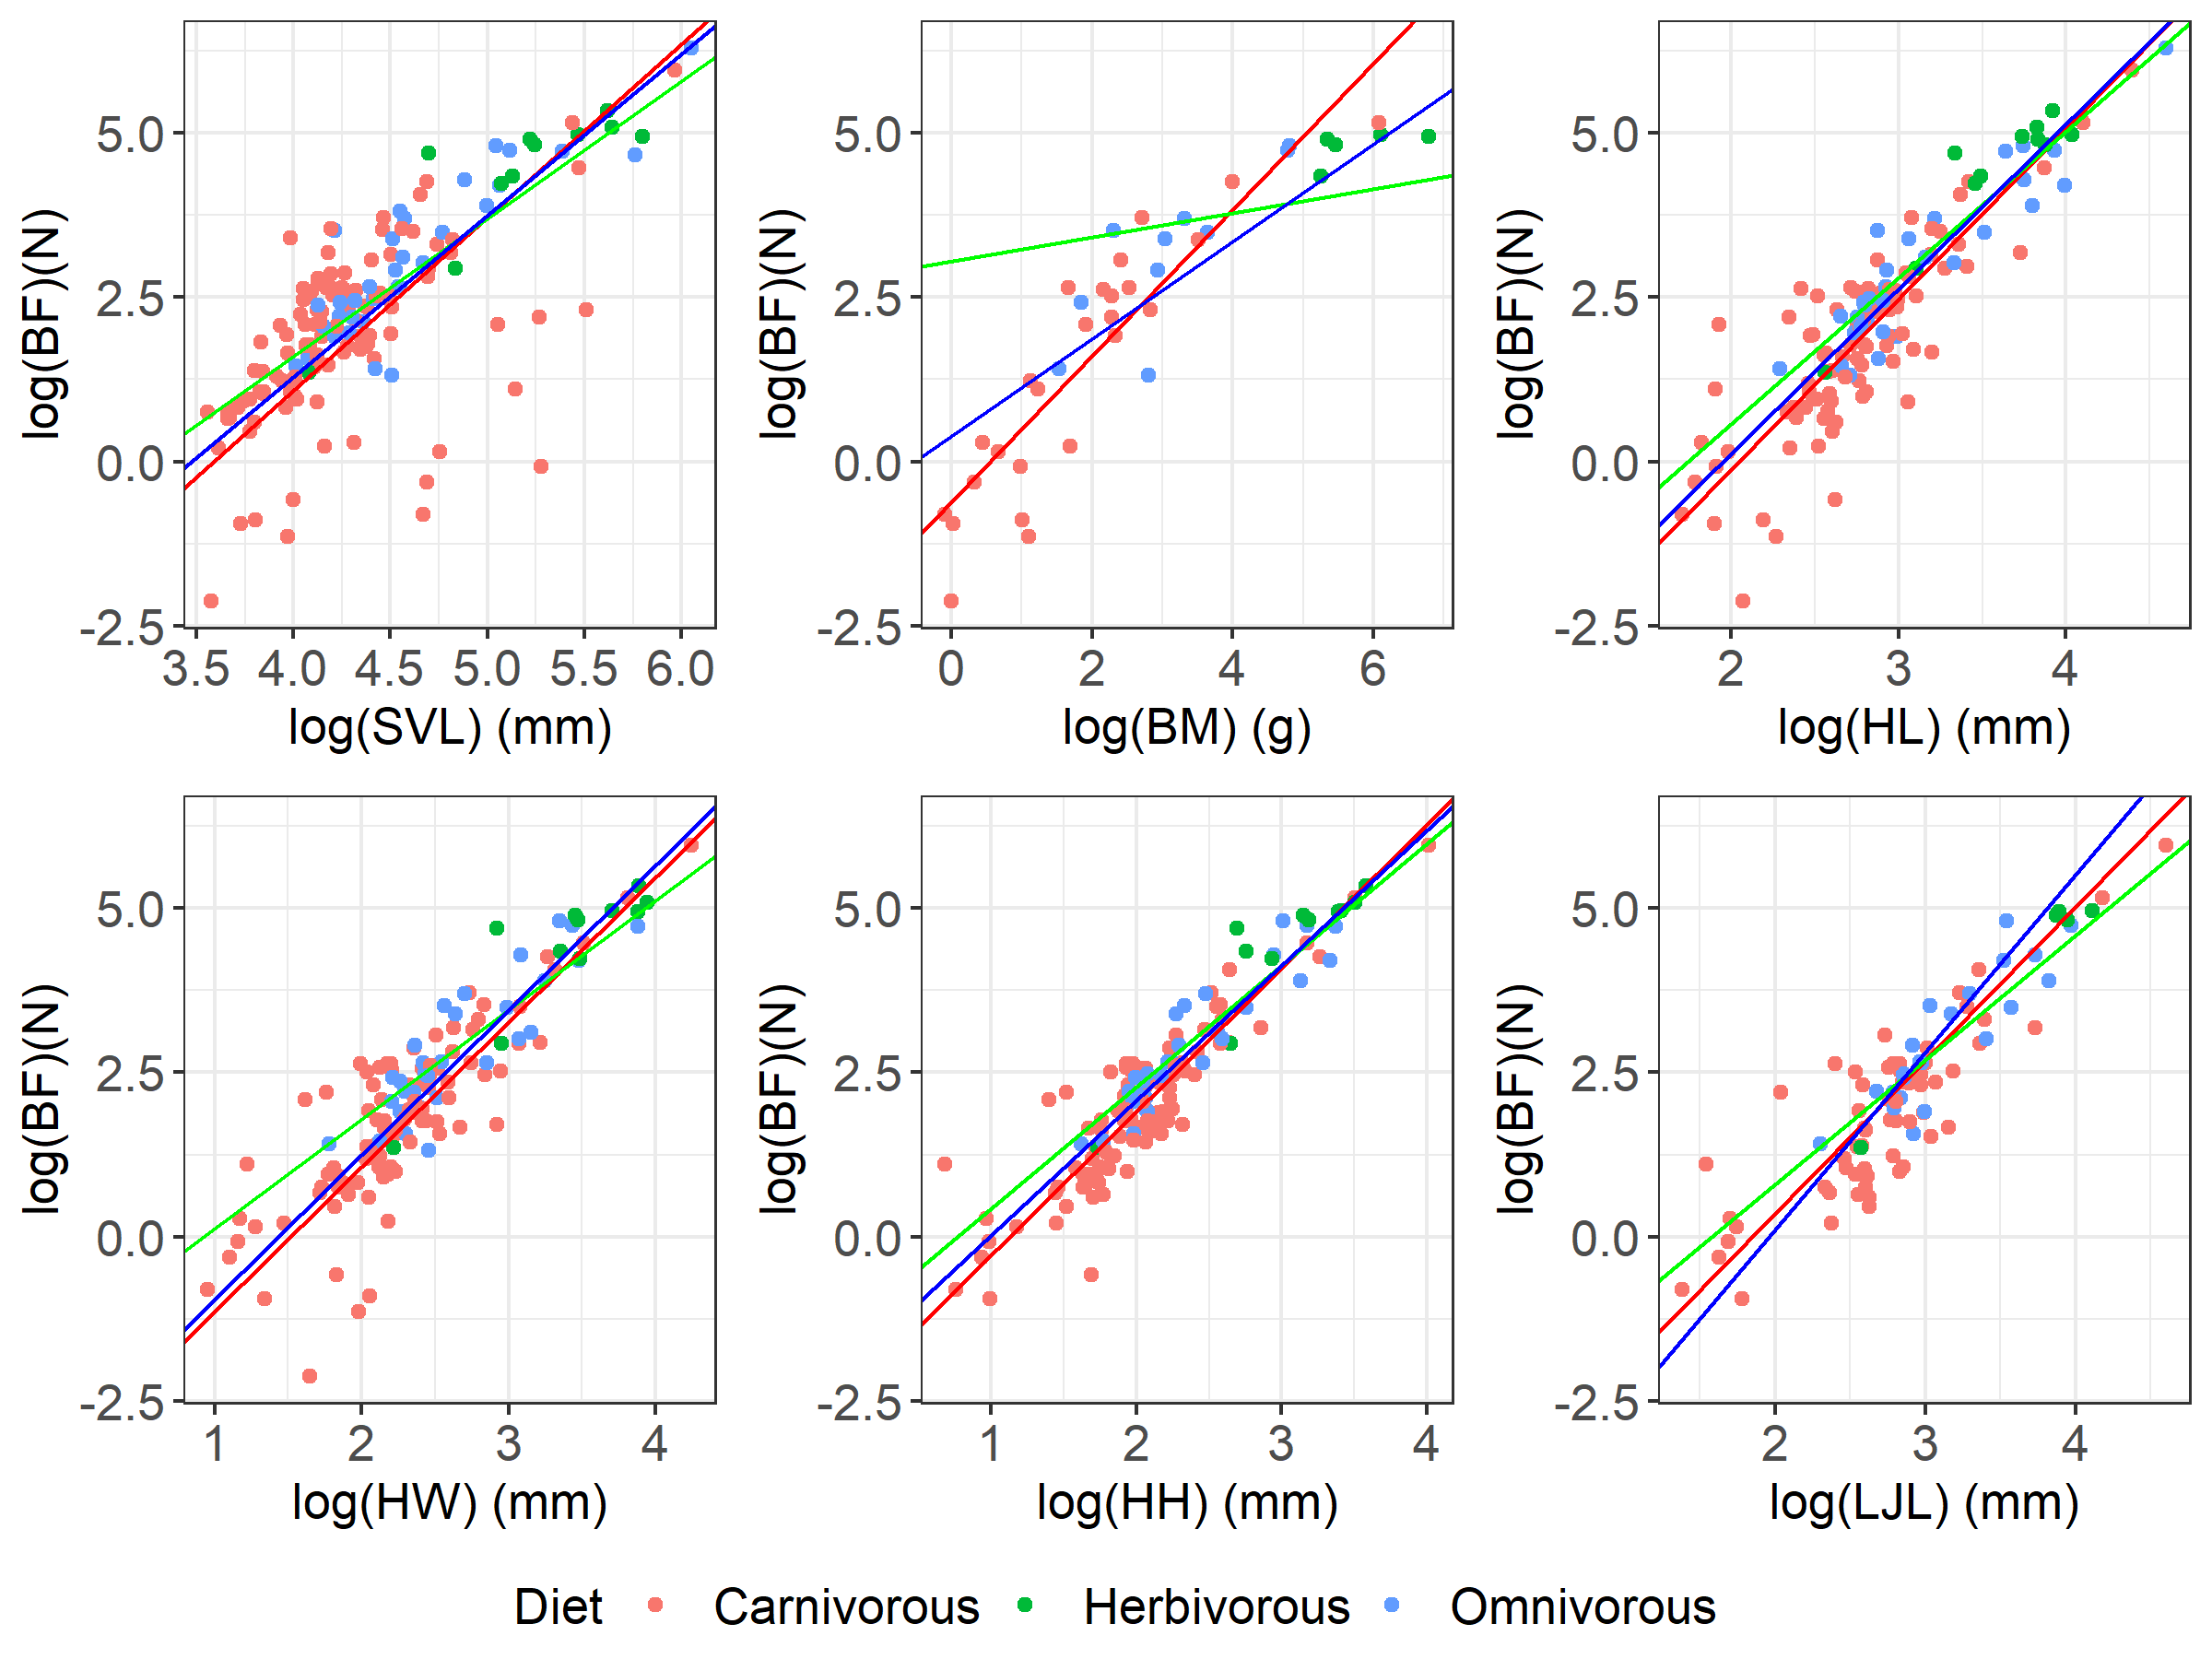 log(BF)(N)
5.0
2.5
0.0
-2.5
3.5 4.0 4.5 5.0 5.5 6.0
log(SVL) (mm)
log(BF)(N)
5.0
2.5
0.0
-2.5
0 2 4 6
log(BM) (g)
log(BF)(N)
5.0
2.5
0.0
-2.5
2 3 4
log(HL) (mm)
log(BF)(N)
5.0
2.5
0.0
-2.5
1 2 3 4
log(HW) (mm)
log(BF)(N)
5.0
2.5
0.0
-2.5
1 2 3 4
log(HH) (mm)
log(BF)(N)
5.0
2.5
0.0
-2.5
2 3 4
log(LJL) (mm)
Diet Carnivorous Herbivorous Omnivorous